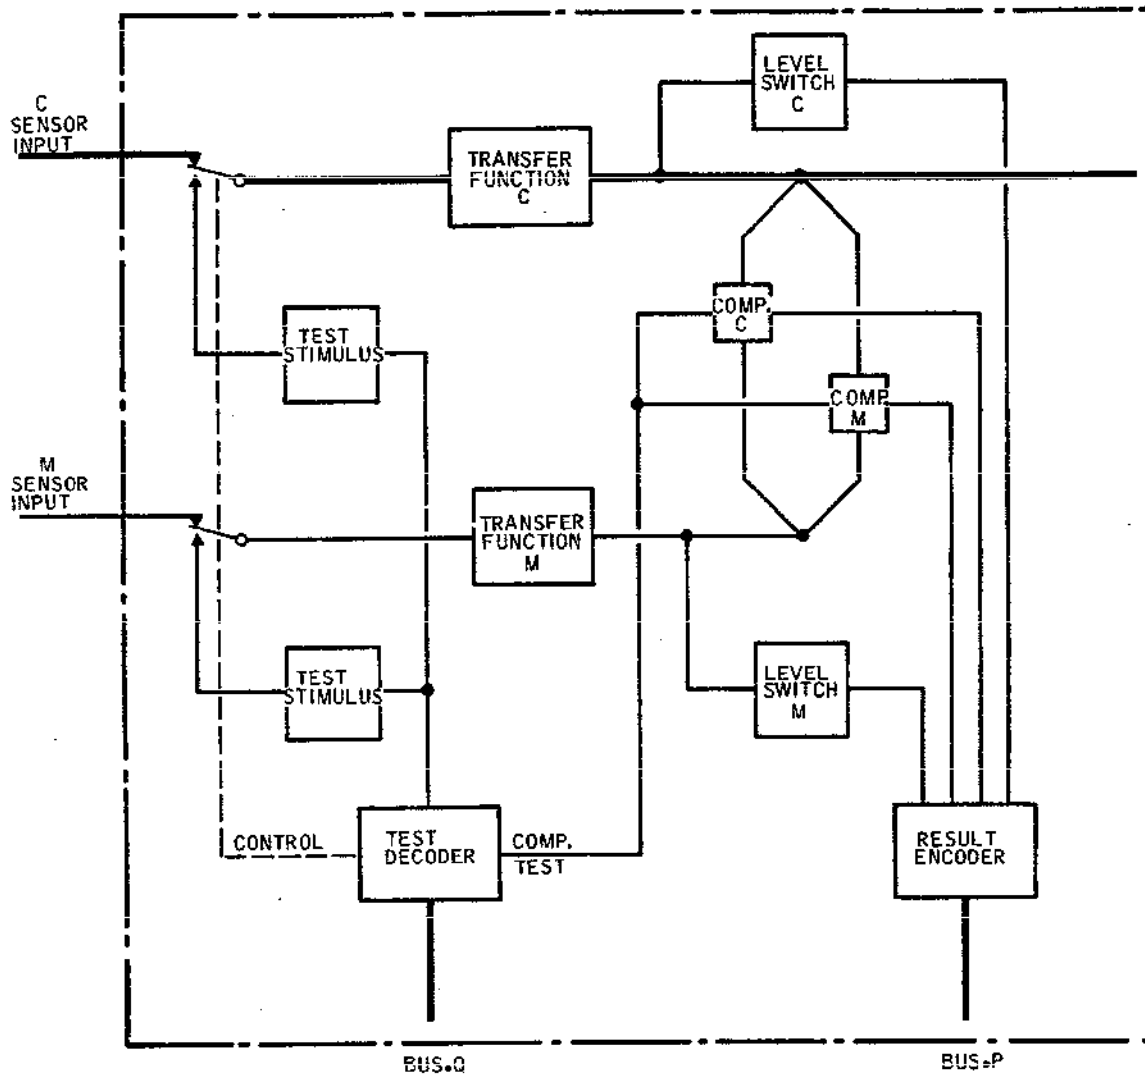 LEVEL
SWITCH
C
C
SENSOR
INPUT
TRANSFER
FUNCTION
C
COMP.
C
TEST
STIMULUS
COMP.
M
M
SENSOR
INPUT
TRANSFER
FUNCTION
M
TEST
STIMULUS
LEVEL
SWITCH
M
CONTROL
TEST
DECODER
COMP.
TEST
RESULT
ENCODER
BUS-Q
BUS-P